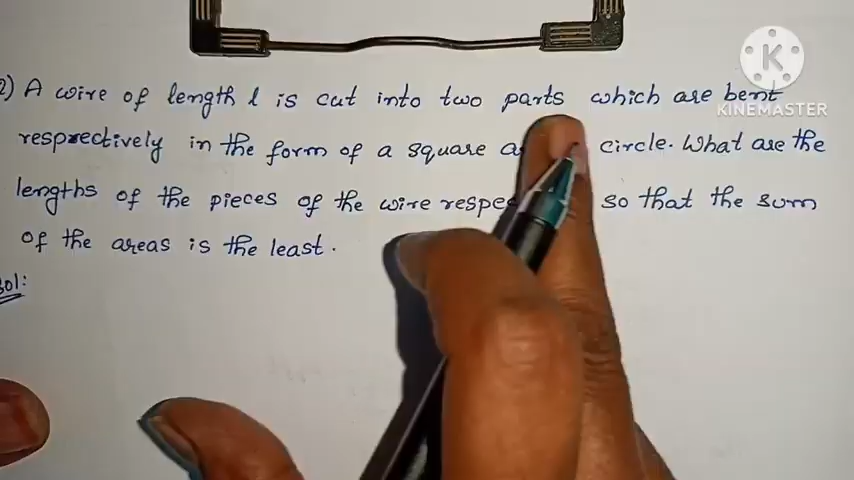 2) A wire of length l is cut into two parts which are bent
respectively in the form of a square a circle. What are the
lengths of the pieces of the wire so that the sum
of the areas is the least.
Sol:
K
KINEMASTER